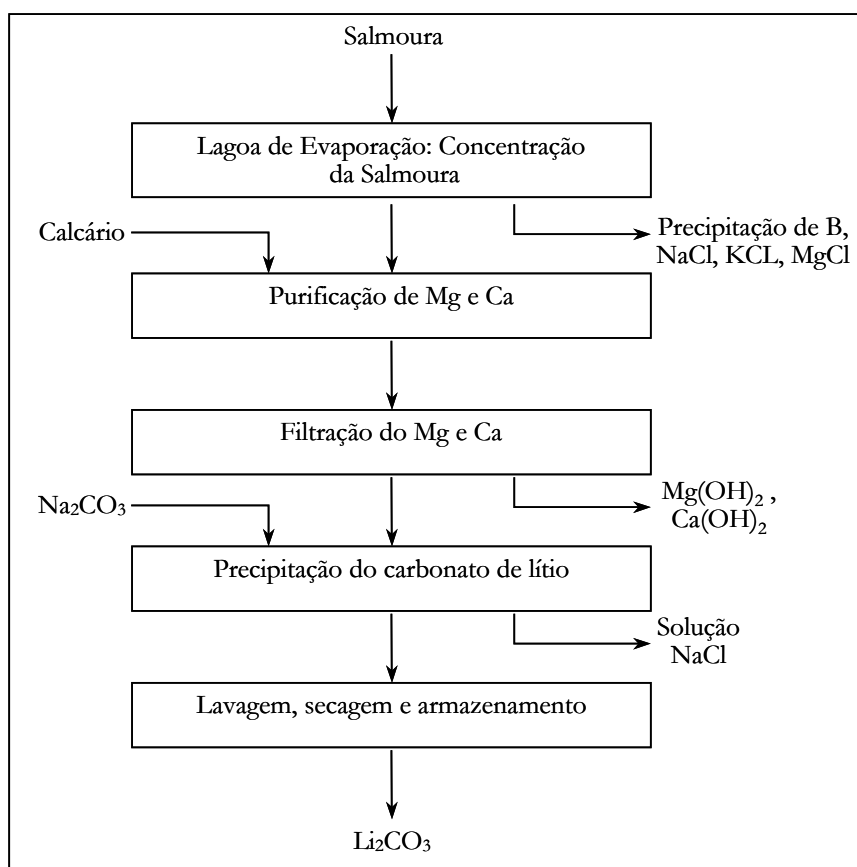 Salmoura
Lagoa de Evaporação: Concentração
da Salmoura
Calcário
Precipitação de B,
NaCl, KCL, MgCl
Purificação de Mg e Ca
Filtração do Mg e Ca
Na₂CO₃
Mg(OH)₂ ,
Ca(OH)₂
Precipitação do carbonato de lítio
Solução
NaCl
Lavagem, secagem e armazenamento
Li₂CO₃